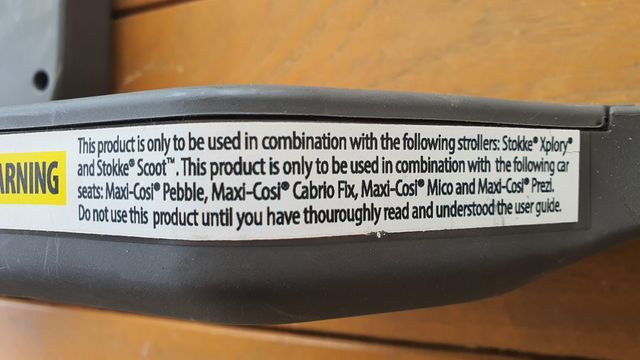 ARNING
This product is only to be used in combination with the following strollers: Stokke® Xplory®
and Stokke® Scoot™. This product is only to be used in combination with the following car
seats: Maxi-Cosi® Pebble, Maxi-Cosi® Cabrio Fix, Maxi-Cosi® Mico and Maxi-Cosi® Prezi.
Do not use this product until you have thouroughly read and understood the user guide.